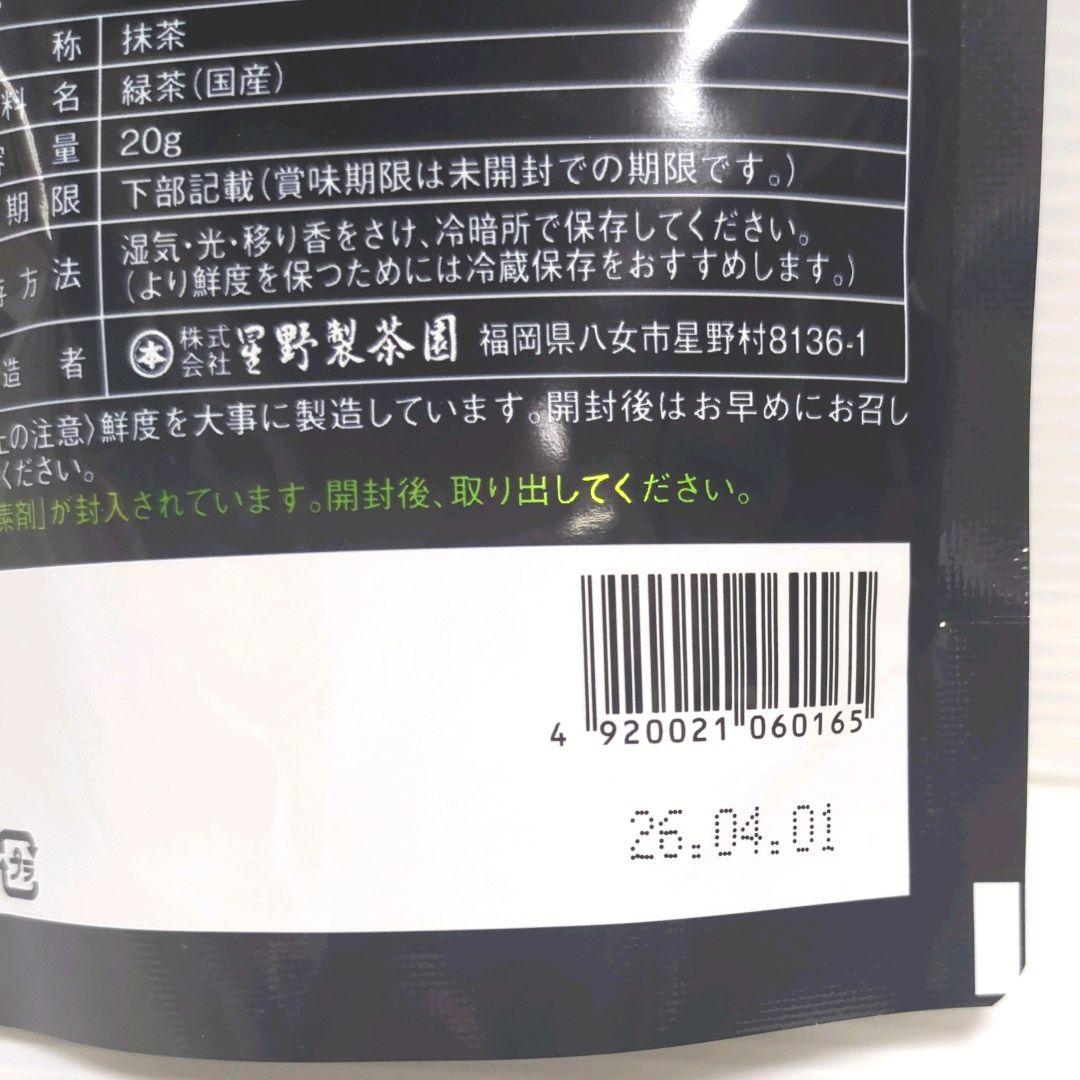 称 抹茶
料名 緑茶(国産)
容量 20g
期限 下部記載(賞味期限は未開封での期限です。)
存方法 湿気・光・移り香をさけ、冷暗所で保存してください。
(より鮮度を保つためには冷蔵保存をおすすめします。)
造者 本 株式会社 星野製茶園 福岡県八女市星野村8136-1
上の注意〉鮮度を大事に製造しています。開封後はお早めにお召し
ください。
素剤」が封入されています。開封後、取り出してください。
4 920021 060165
26.04.01
プラ